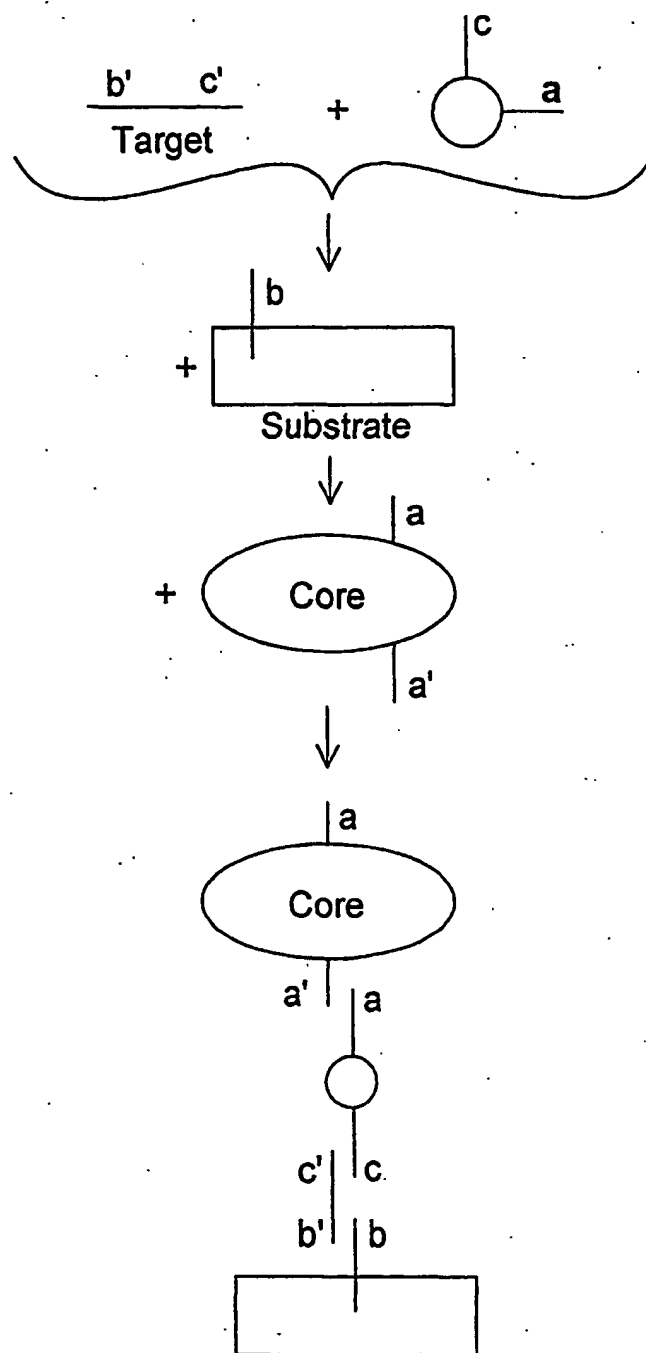 c
b' c' + a
Target
b
+
Substrate
a
+ Core
a'
a
Core
a' a
c' c
b' b